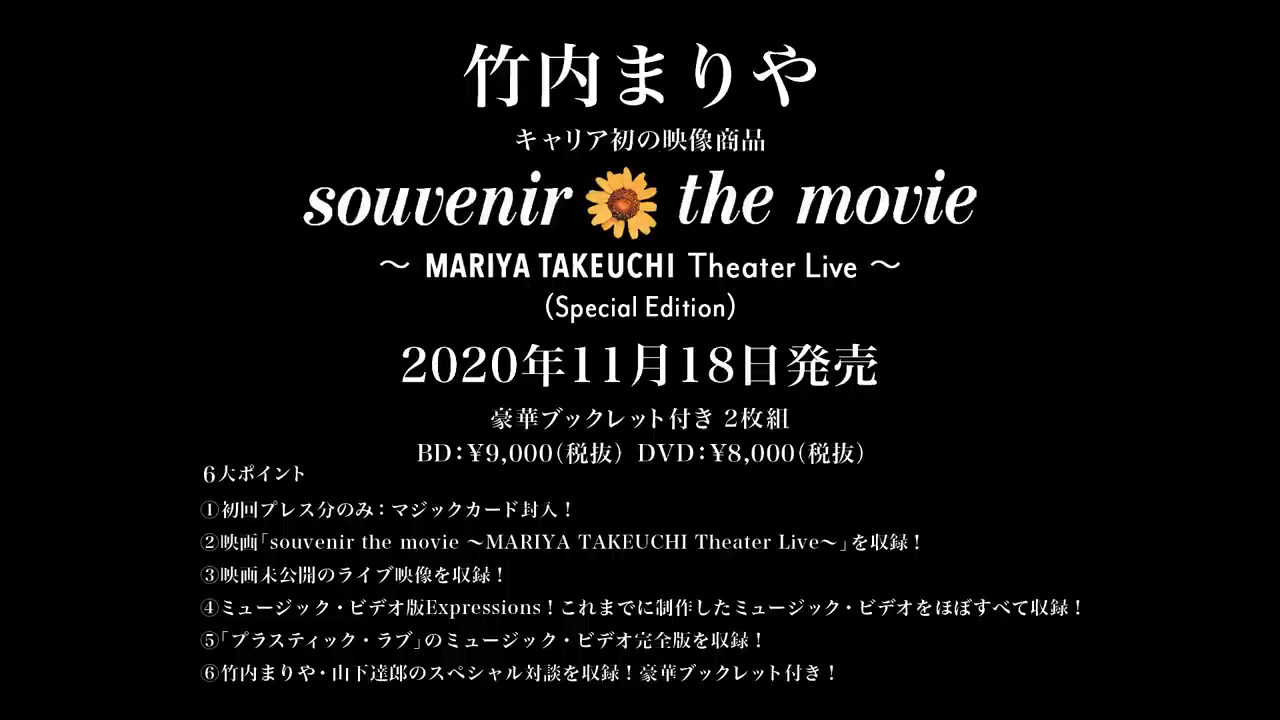 竹内まりや
キャリア初の映像商品
souvenir the movie
〜 MARIYA TAKEUCHI Theater Live 〜
(Special Edition)
2020年11月18日発売
豪華ブックレット付き 2枚組
BD：¥9,000（税抜） DVD：¥8,000（税抜）
6大ポイント
①初回プレス分のみ：マジックカード封入！
②映画「souvenir the movie 〜MARIYA TAKEUCHI Theater Live〜」を収録！
③映画未公開のライブ映像を収録！
④ミュージック・ビデオ版Expressions！これまでに制作したミュージック・ビデオをほぼすべて収録！
⑤「プラスティック・ラブ」のミュージック・ビデオ完全版を収録！
⑥竹内まりや・山下達郎のスペシャル対談を収録！豪華ブックレット付き！